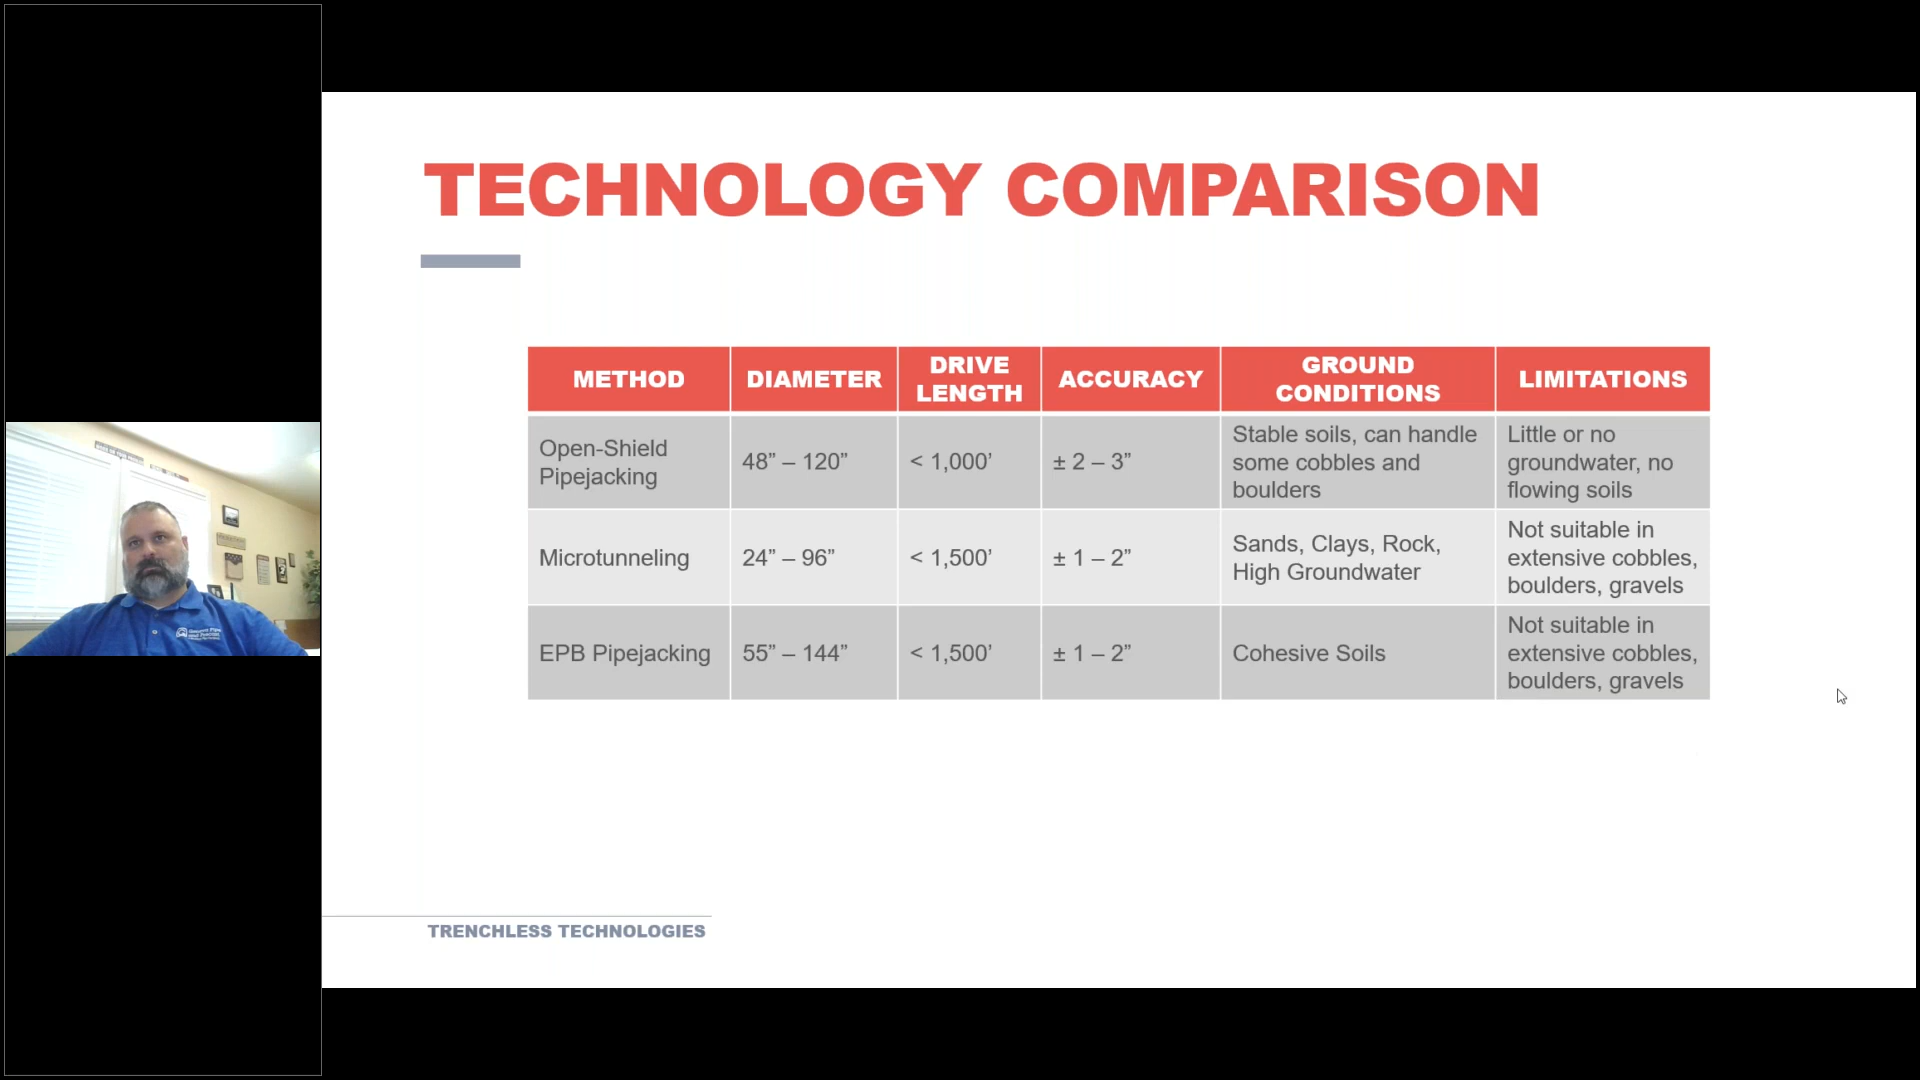 TECHNOLOGY COMPARISON
METHOD
DIAMETER
DRIVE
LENGTH
ACCURACY
GROUND
CONDITIONS
LIMITATIONS
Open-Shield
Pipejacking
48” – 120”
< 1,000’
± 2 – 3”
Stable soils, can handle
some cobbles and
boulders
Little or no
groundwater, no
flowing soils
Microtunneling
24” – 96”
< 1,500’
± 1 – 2”
Sands, Clays, Rock,
High Groundwater
Not suitable in
extensive cobbles,
boulders, gravels
EPB Pipejacking
55” – 144”
< 1,500’
± 1 – 2”
Cohesive Soils
Not suitable in
extensive cobbles,
boulders, gravels
TRENCHLESS TECHNOLOGIES